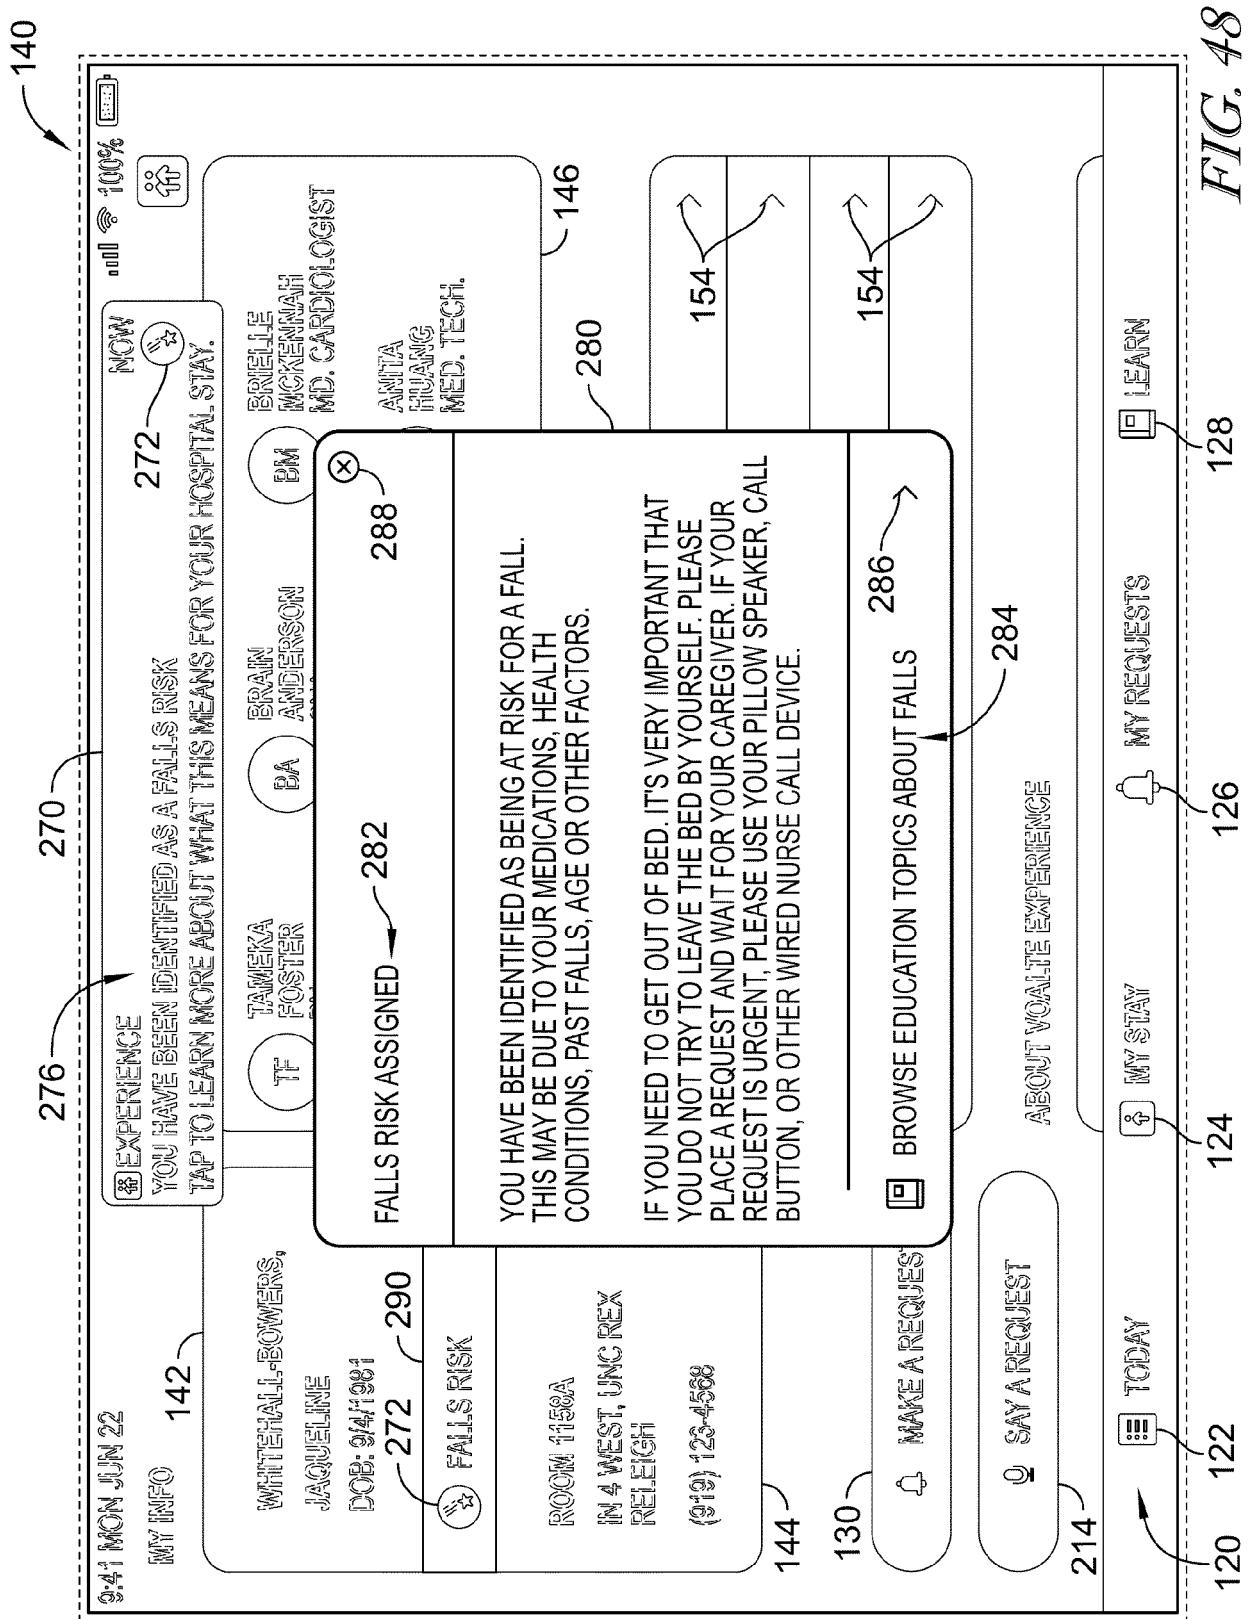 140
9:41 MON JUN 22
100%
270
276
EXPERIENCE
NOW
YOU HAVE BEEN IDENTIFIED AS A FALLS RISK
TAP TO LEARN MORE ABOUT WHAT THIS MEANS FOR YOUR HOSPITAL STAY.
272
MY INFO
142
WHITEHALL-BOWERS,
JAQUELINE
DOB: 9/4/1981
272
290
FALLS RISK
ROOM 1158A
IN 4 WEST, UNC REX
RELEIGH
(919) 123-4568
144
TF
TAMEKA
FOSTER
BA
BRAIN
ANDERSON
BM
BRIELLE
MCKENNAH
MD. CARDIOLOGIST
ANITA
HUANG
MED. TECH.
146
FALLS RISK ASSIGNED
282
288
280
YOU HAVE BEEN IDENTIFIED AS BEING AT RISK FOR A FALL.
THIS MAY BE DUE TO YOUR MEDICATIONS, HEALTH
CONDITIONS, PAST FALLS, AGE OR OTHER FACTORS.
IF YOU NEED TO GET OUT OF BED. IT'S VERY IMPORTANT THAT
YOU DO NOT TRY TO LEAVE THE BED BY YOURSELF. PLEASE
PLACE A REQUEST AND WAIT FOR YOUR CAREGIVER. IF YOUR
REQUEST IS URGENT, PLEASE USE YOUR PILLOW SPEAKER, CALL
BUTTON, OR OTHER WIRED NURSE CALL DEVICE.
BROWSE EDUCATION TOPICS ABOUT FALLS
286
284
154
154
130
MAKE A REQUEST
214
SAY A REQUEST
ABOUT VOALTE EXPERIENCE
TODAY
MY STAY
MY REQUESTS
LEARN
120
122
124
126
128
FIG. 48